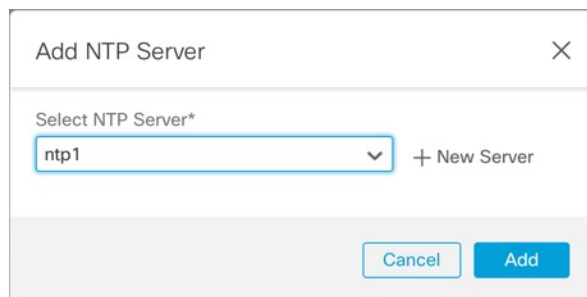 Add NTP Server
Select NTP Server*
ntp1
+ New Server
Cancel
Add